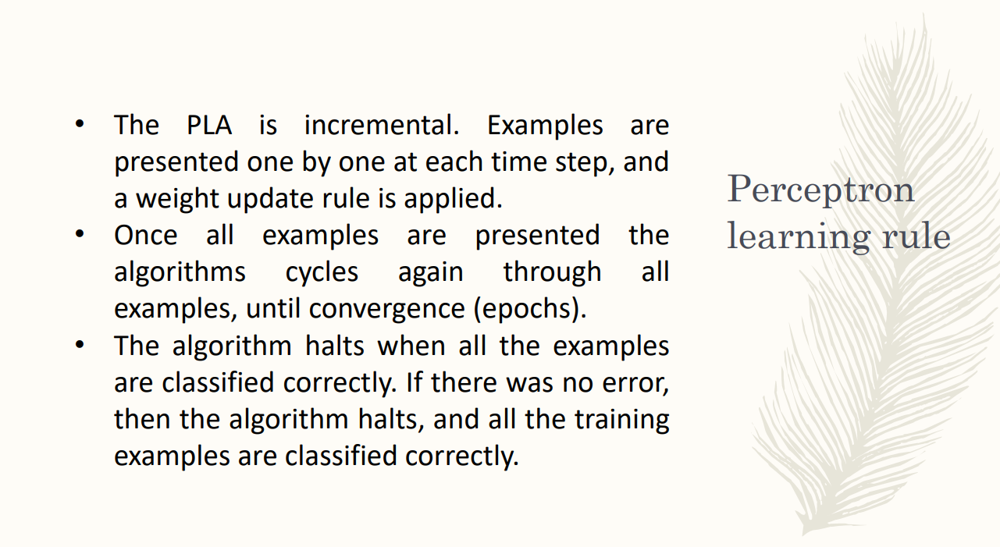 • The PLA is incremental. Examples are
presented one by one at each time step, and
a weight update rule is applied.
• Once all examples are presented the
algorithms cycles again through all
examples, until convergence (epochs).
• The algorithm halts when all the examples
are classified correctly. If there was no error,
then the algorithm halts, and all the training
examples are classified correctly.
Perceptron
learning rule